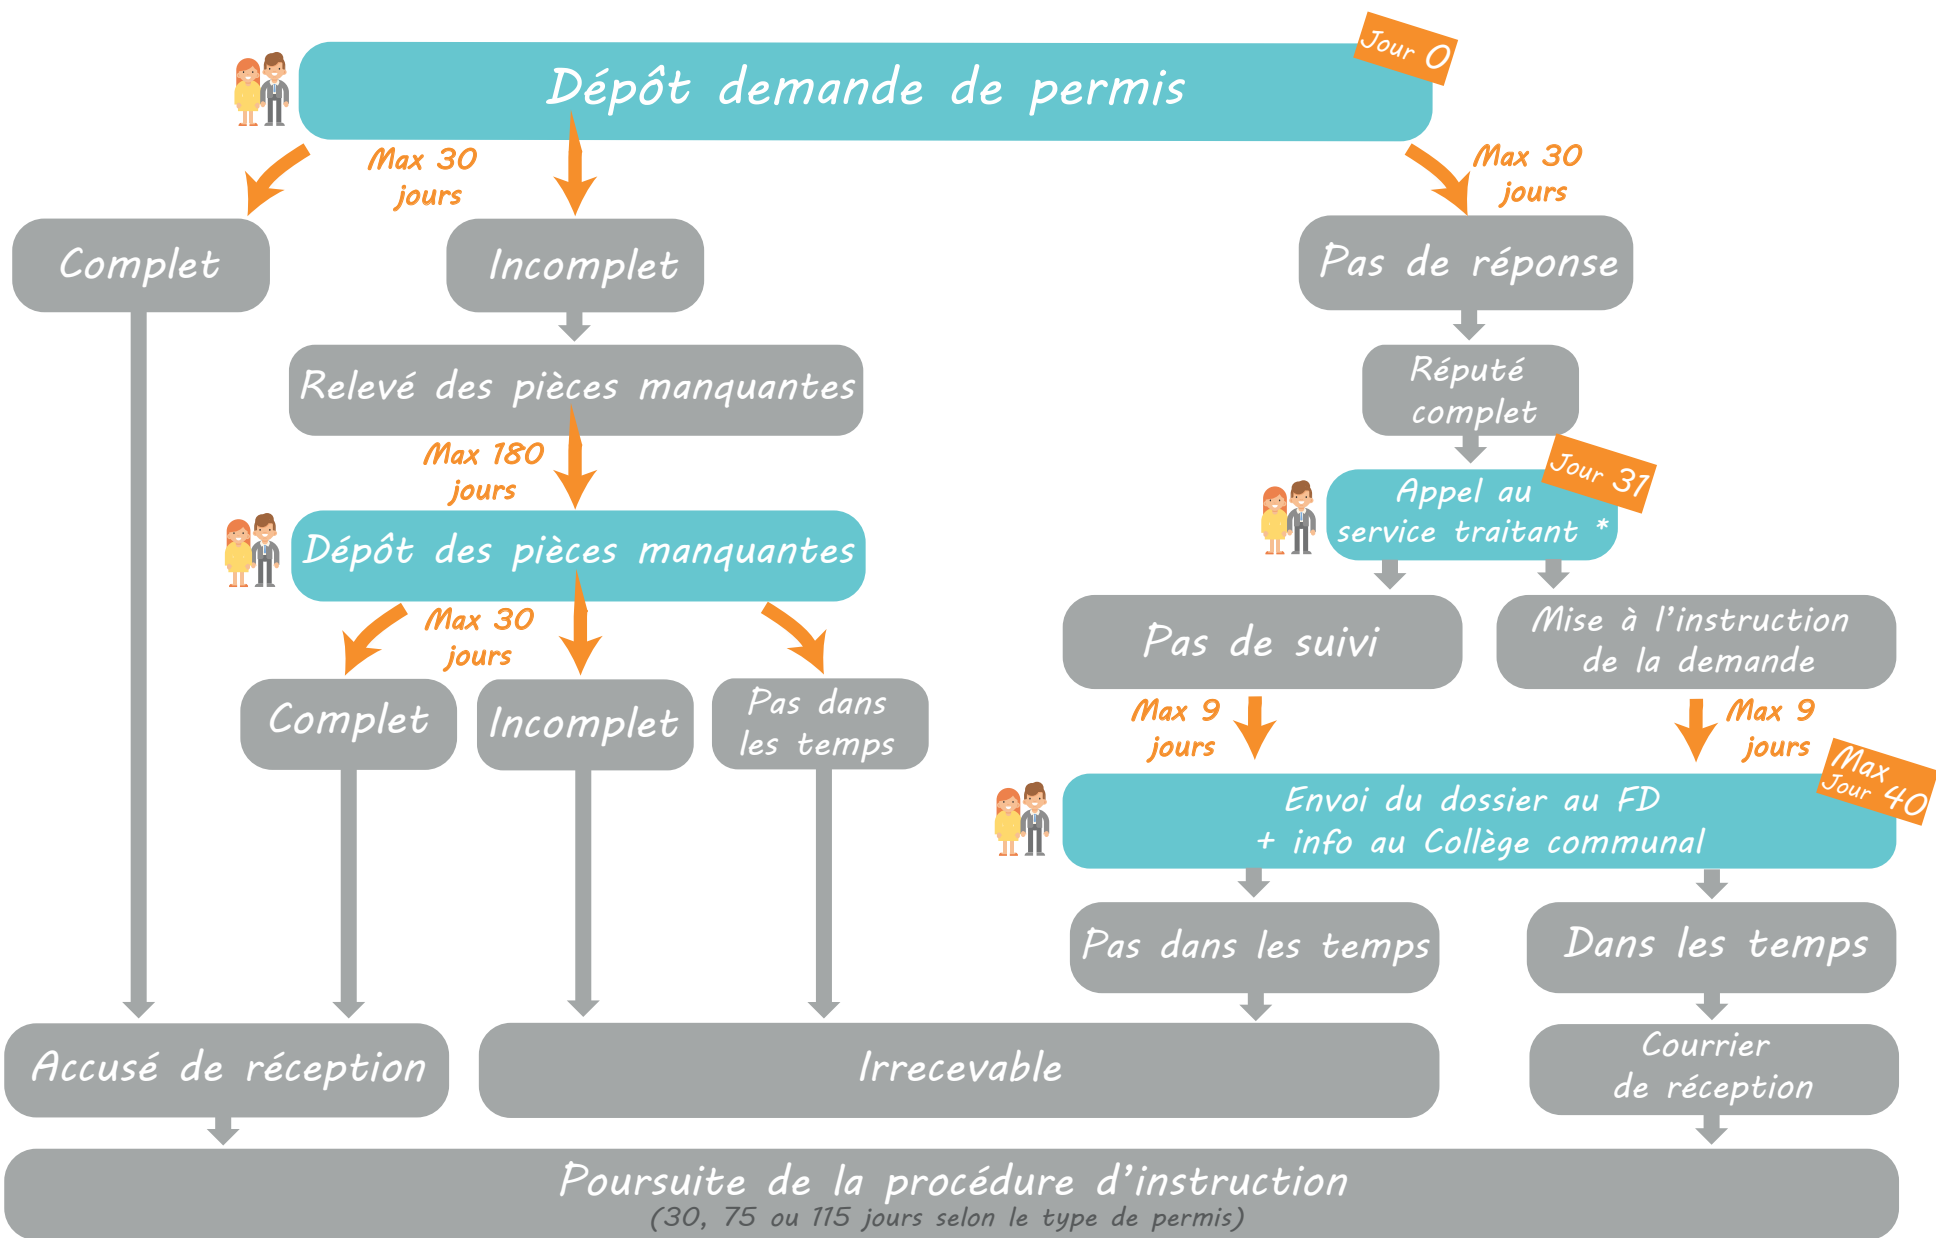 Dépôt demande de permis
Jour 0
Max 30
jours
Max 30
jours
Complet
Incomplet
Pas de réponse
Relevé des pièces manquantes
Réputé
complet
Max 180
jours
Jour 31
Appel au
service traitant *
Dépôt des pièces manquantes
Max 30
jours
Pas de suivi
Mise à l'instruction
de la demande
Complet
Incomplet
Pas dans
les temps
Max 9
jours
Max 9
jours
Max
Jour 40
Envoi du dossier au FD
+ info au Collège communal
Pas dans les temps
Dans les temps
Accusé de réception
Irrecevable
Courrier
de réception
Poursuite de la procédure d'instruction
(30, 75 ou 115 jours selon le type de permis)